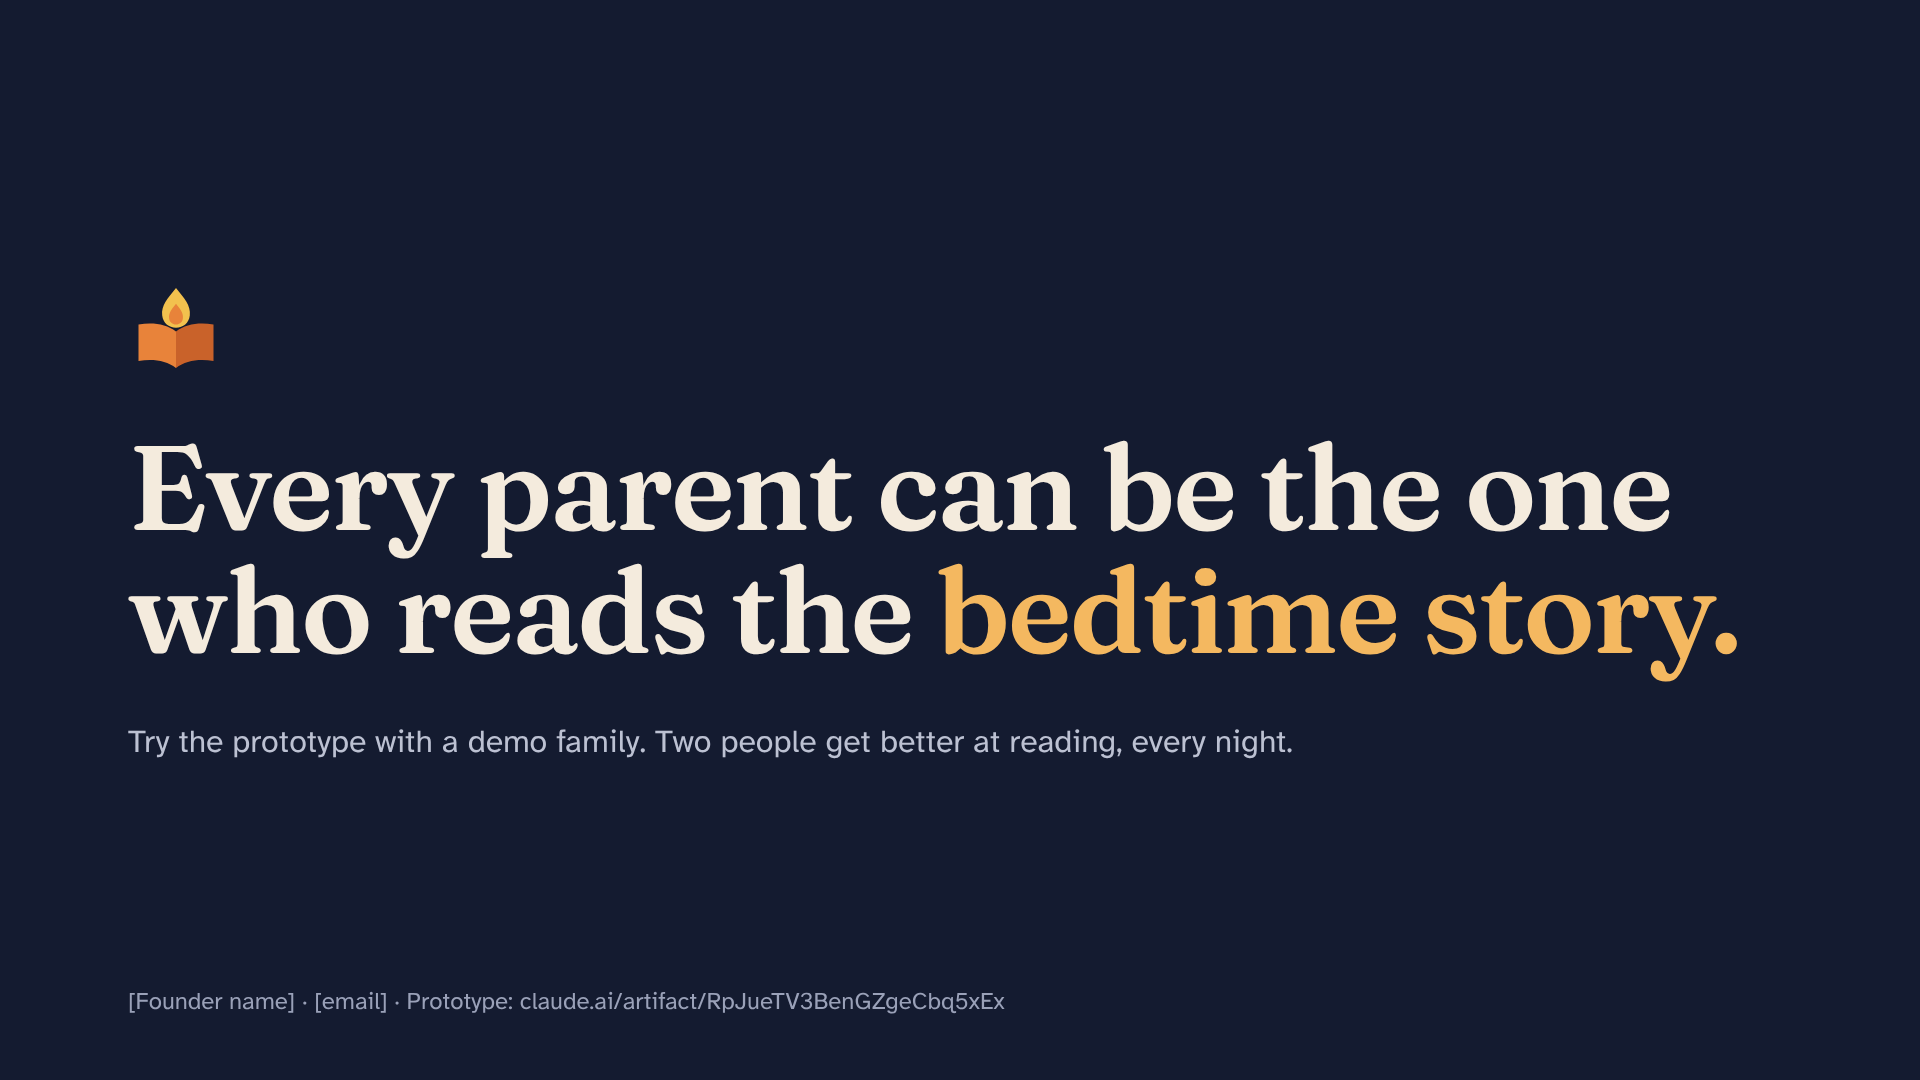 Every parent can be the one
who reads the bedtime story.
Try the prototype with a demo family. Two people get better at reading, every night.
[Founder name] · [email] · Prototype: claude.ai/artifact/RpJueTV3BenGZgeCbq5xEx